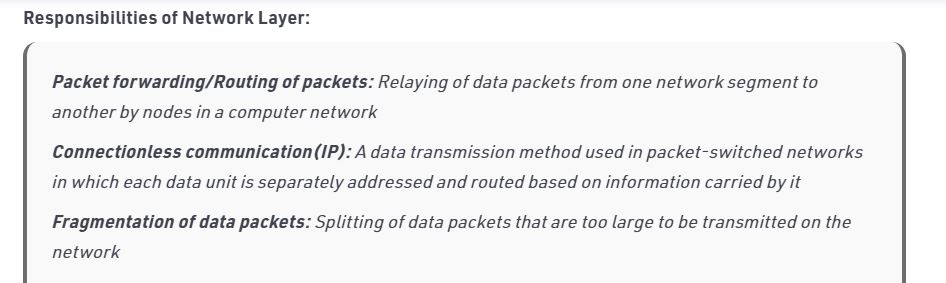 Responsibilities of Network Layer:
Packet forwarding/Routing of packets: Relaying of data packets from one network segment to
another by nodes in a computer network
Connectionless communication(IP): A data transmission method used in packet-switched networks
in which each data unit is separately addressed and routed based on information carried by it
Fragmentation of data packets: Splitting of data packets that are too large to be transmitted on the
network